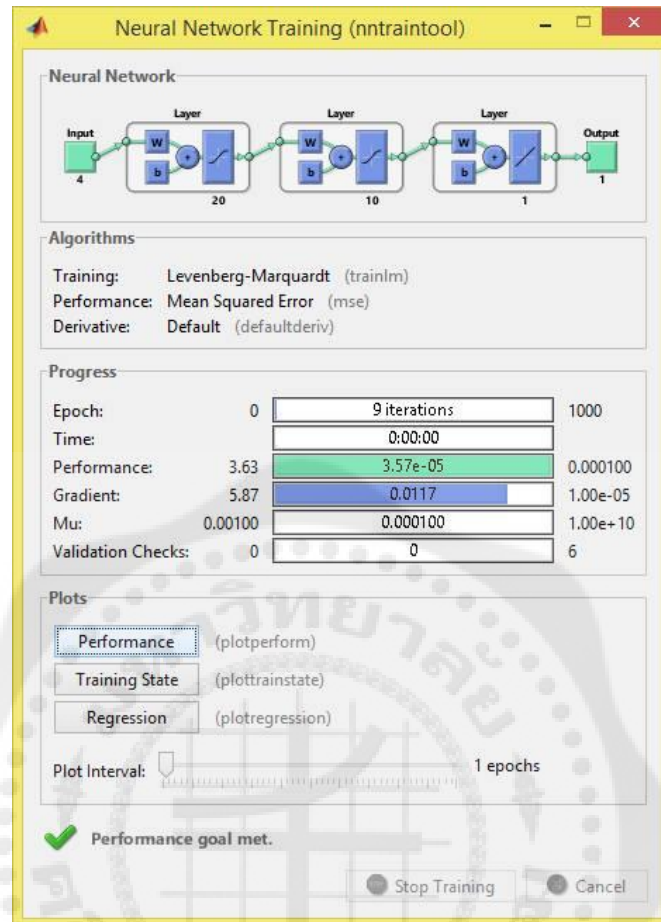 Neural Network Training (nntraintool)
Neural Network
Layer Layer Layer
Input Output
W W W
+ + +
b b b
4 20 10 1 1
Algorithms
Training: Levenberg-Marquardt (trainlm)
Performance: Mean Squared Error (mse)
Derivative: Default (defaultderiv)
Progress
Epoch: 0 9 iterations 1000
Time: 0:00:00
Performance: 3.63 3.57e-05 0.000100
Gradient: 5.87 0.0117 1.00e-05
Mu: 0.00100 0.000100 1.00e+10
Validation Checks: 0 0 6
Plots
Performance (plotperform)
Training State (plottrainstate)
Regression (plotregression)
Plot Interval: 1 epochs
Performance goal met.
Stop Training Cancel